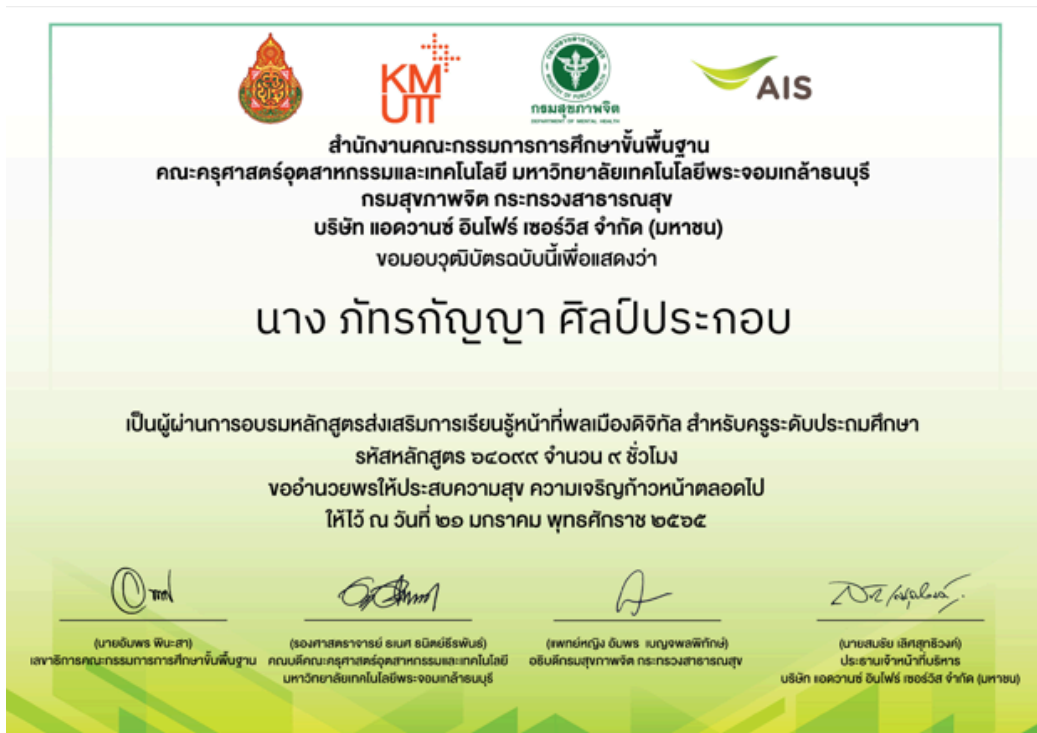 KM
UTT
กรมสุขภาพจิต
DEPARTMENT OF MENTAL HEALTH
AIS
สำนักงานคณะกรรมการการศึกษาขั้นพื้นฐาน
คณะครุศาสตร์อุตสาหกรรมและเทคโนโลยี มหาวิทยาลัยเทคโนโลยีพระจอมเกล้าธนบุรี
กรมสุขภาพจิต กระทรวงสาธารณสุข
บริษัท แอดวานซ์ อินโฟร์ เซอร์วิส จำกัด (มหาชน)
ขอมอบวุฒิบัตรฉบับนี้เพื่อแสดงว่า
นาง ภัทรกัญญา ศิลป์ประกอบ
เป็นผู้ผ่านการอบรมหลักสูตรส่งเสริมการเรียนรู้หน้าที่พลเมืองดิจิทัล สำหรับครูระดับประถมศึกษา
รหัสหลักสูตร ๖๔๐๙๙ จำนวน ๙ ชั่วโมง
ขออำนวยพรให้ประสบความสุข ความเจริญก้าวหน้าตลอดไป
ให้ไว้ ณ วันที่ ๒๑ มกราคม พุทธศักราช ๒๕๖๕
(นายอัมพร พินะสา) (รองศาสตราจารย์ ธเนศ ธนิตย์ธีรพันธ์) (แพทย์หญิง อัมพร เบญจพลพิทักษ์) (นายสมชัย เลิศสุทธิวงค์)
เลขาธิการคณะกรรมการการศึกษาขั้นพื้นฐาน คณบดีคณะครุศาสตร์อุตสาหกรรมและเทคโนโลยี อธิบดีกรมสุขภาพจิต กระทรวงสาธารณสุข ประธานเจ้าหน้าที่บริหาร
มหาวิทยาลัยเทคโนโลยีพระจอมเกล้าธนบุรี บริษัท แอดวานซ์ อินโฟร์ เซอร์วิส จำกัด (มหาชน)